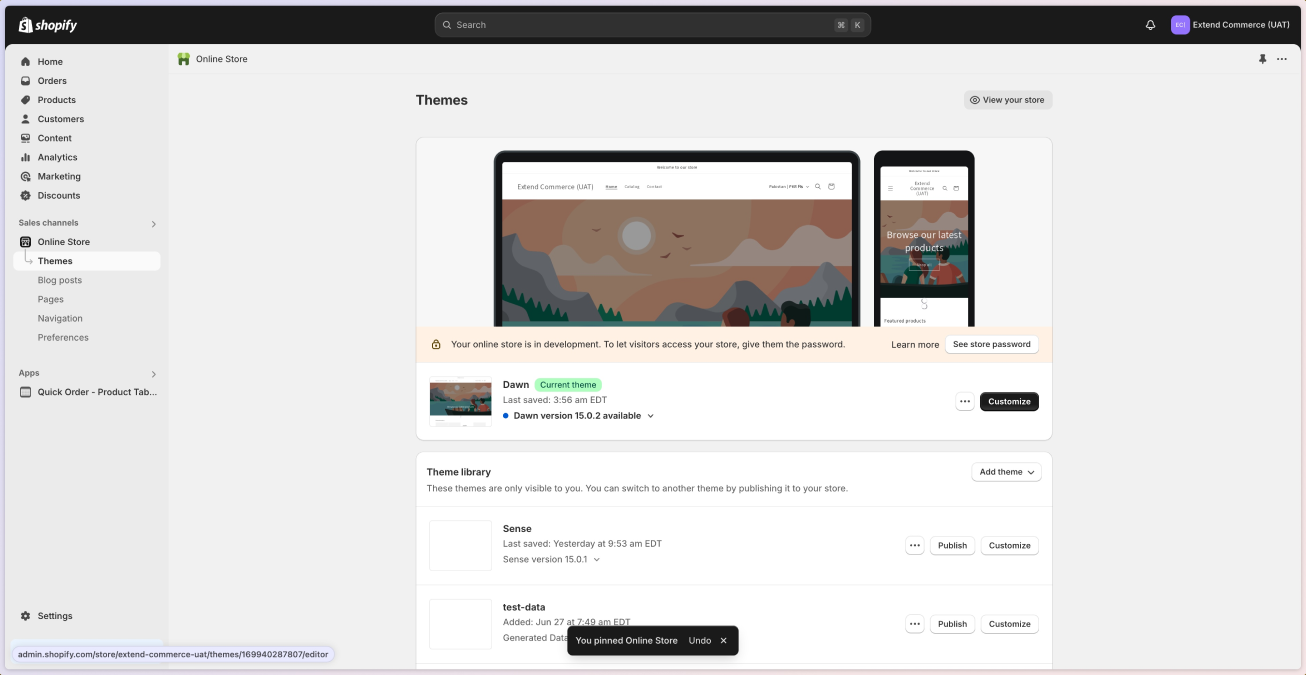 shopify
Search
⌘ K
ECI
Extend Commerce (UAT)
Home
Orders
Products
Customers
Content
Analytics
Marketing
Discounts
Sales channels
Online Store
Themes
Blog posts
Pages
Navigation
Preferences
Apps
Quick Order - Product Tab...
Settings
admin.shopify.com/store/extend-commerce-uat/themes/169940287807/editor
Online Store
Themes
View your store
Welcome to our store
Extend Commerce (UAT)
Home Catalog Contact
Welcome to our store
Extend
Commerce
(UAT)
Browse our latest
products
Featured products
Your online store is in development. To let visitors access your store, give them the password.
Learn more
See store password
Dawn
Current theme
Last saved: 3:56 am EDT
Dawn version 15.0.2 available
Customize
Theme library
Add theme
These themes are only visible to you. You can switch to another theme by publishing it to your store.
Sense
Last saved: Yesterday at 9:53 am EDT
Sense version 15.0.1
Publish
Customize
test-data
Added: Jun 27 at 7:49 am EDT
Generated Data
Publish
Customize
You pinned Online Store
Undo